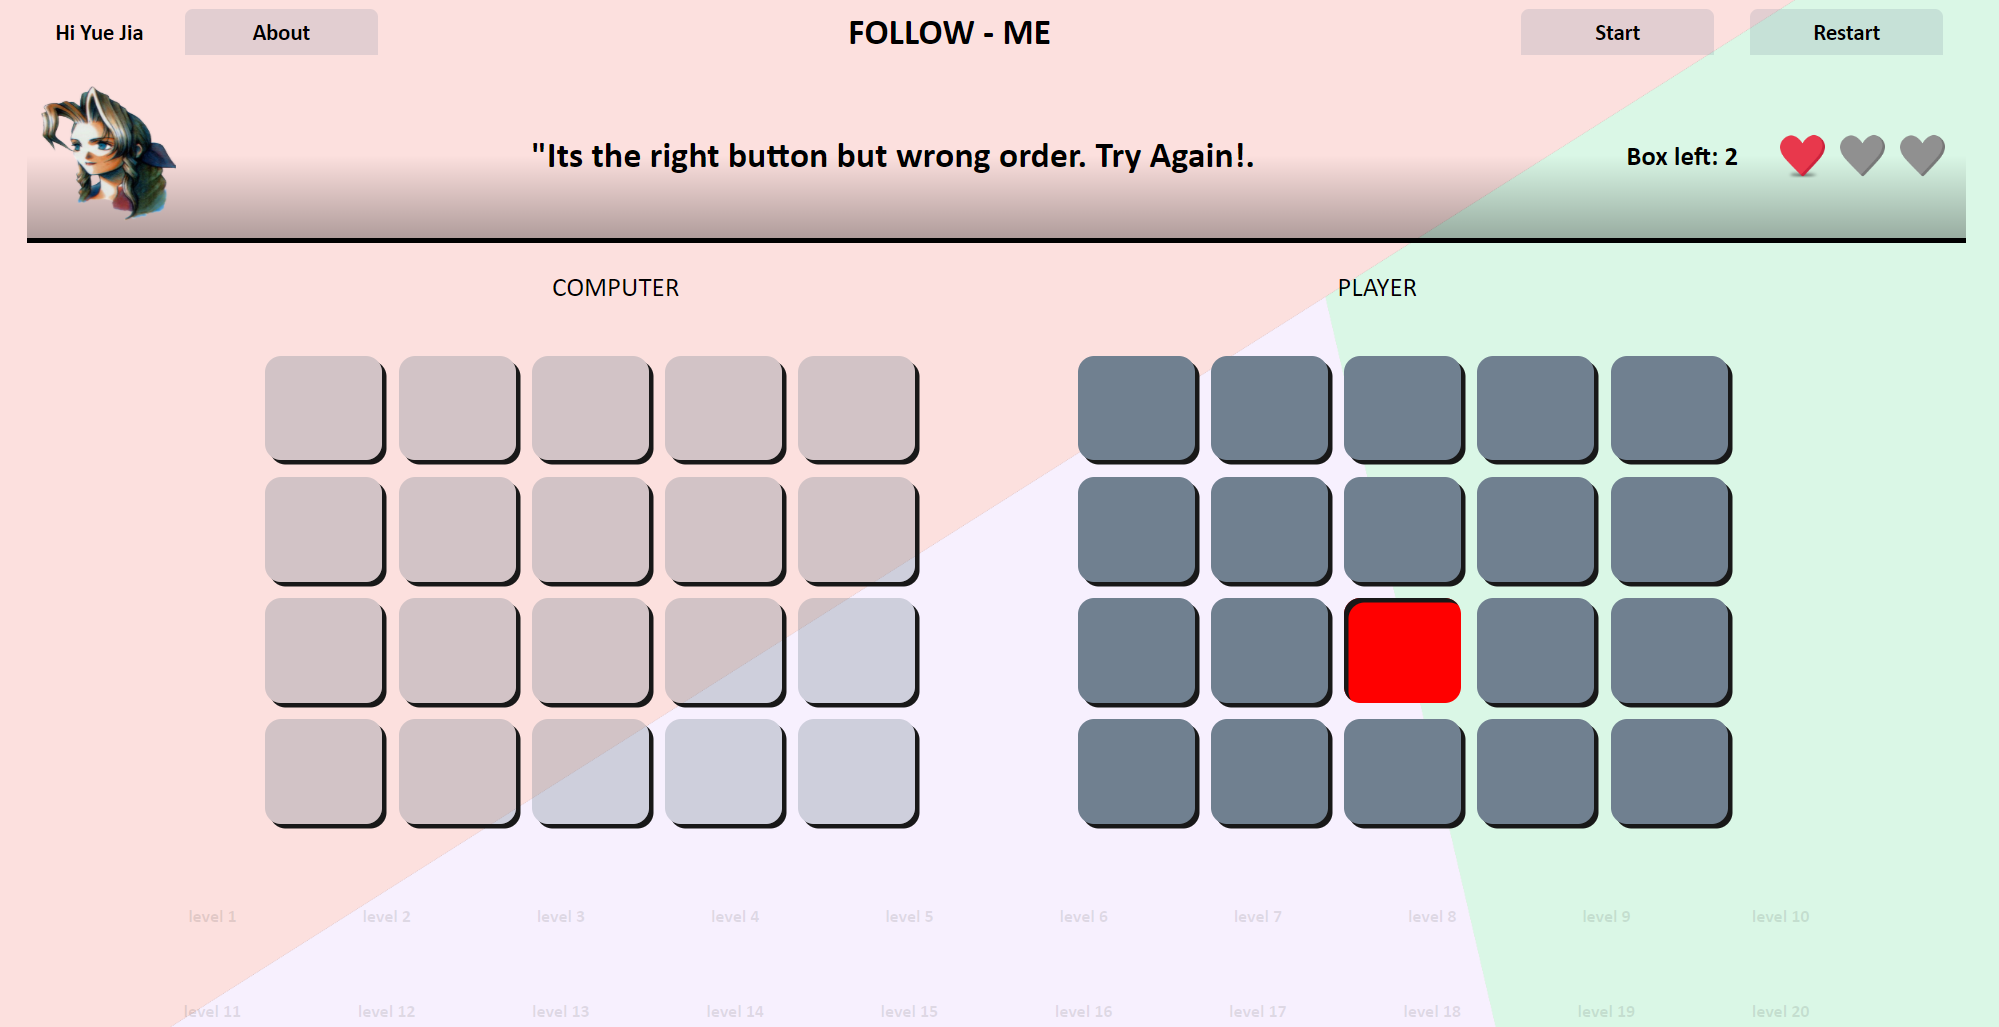 Hi Yue Jia
About
FOLLOW - ME
Start
Restart
"Its the right button but wrong order. Try Again!.
Box left: 2
COMPUTER
PLAYER
level 1
level 2
level 3
level 4
level 5
level 6
level 7
level 8
level 9
level 10
level 11
level 12
level 13
level 14
level 15
level 16
level 17
level 18
level 19
level 20